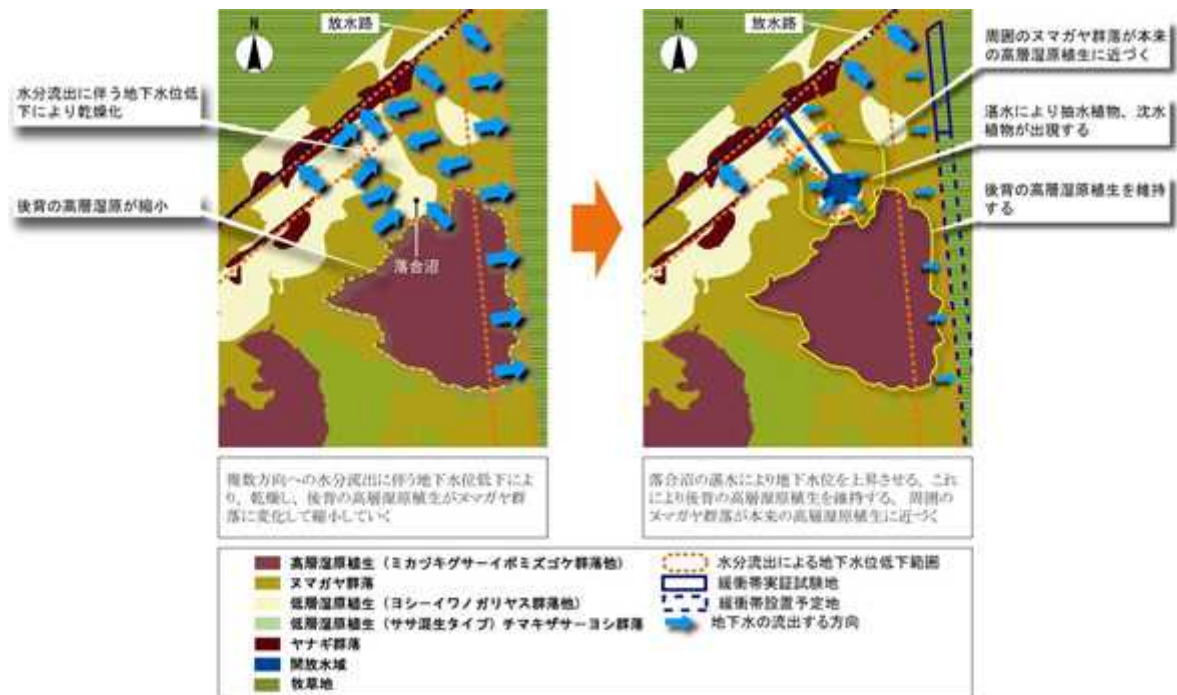 N
放水路
水分流出に伴う地下水位低
下により乾燥化
後背の高層湿原が縮小
落合沼
複数方向への水分流出に伴う地下水位低下によ
り、乾燥し、後背の高層湿原植生がヌマガヤ群
落に変化して縮小していく
N
放水路
周囲のヌマガヤ群落が本来
の高層湿原植生に近づく
湛水により抽水植物、沈水
植物が出現する
後背の高層湿原植生を維持
する
落合沼の湛水により地下水位を上昇させる、これ
により後背の高層湿原植生を維持する、周囲の
ヌマガヤ群落が本来の高層湿原植生に近づく
高層湿原植生（ミカヅキグサーイボミズゴケ群落他）
ヌマガヤ群落
低層湿原植生（ヨシーイワノガリヤス群落他）
低層湿原植生（ササ混生タイプ）チマキザサーヨシ群落
ヤナギ群落
開放水域
牧草地
水分流出による地下水位低下範囲
緩衝帯実証試験地
緩衝帯設置予定地
地下水の流出する方向